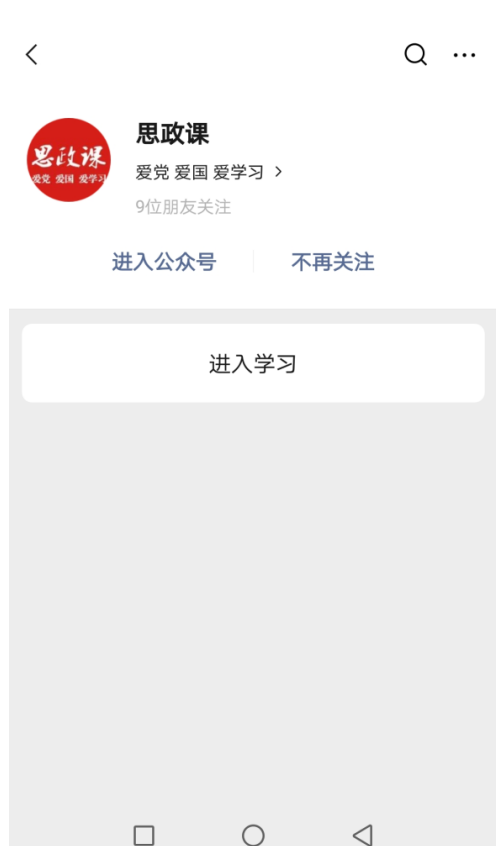 思政课
爱党 爱国 爱学习
思政课
爱党 爱国 爱学习
9位朋友关注
进入公众号
不再关注
进入学习